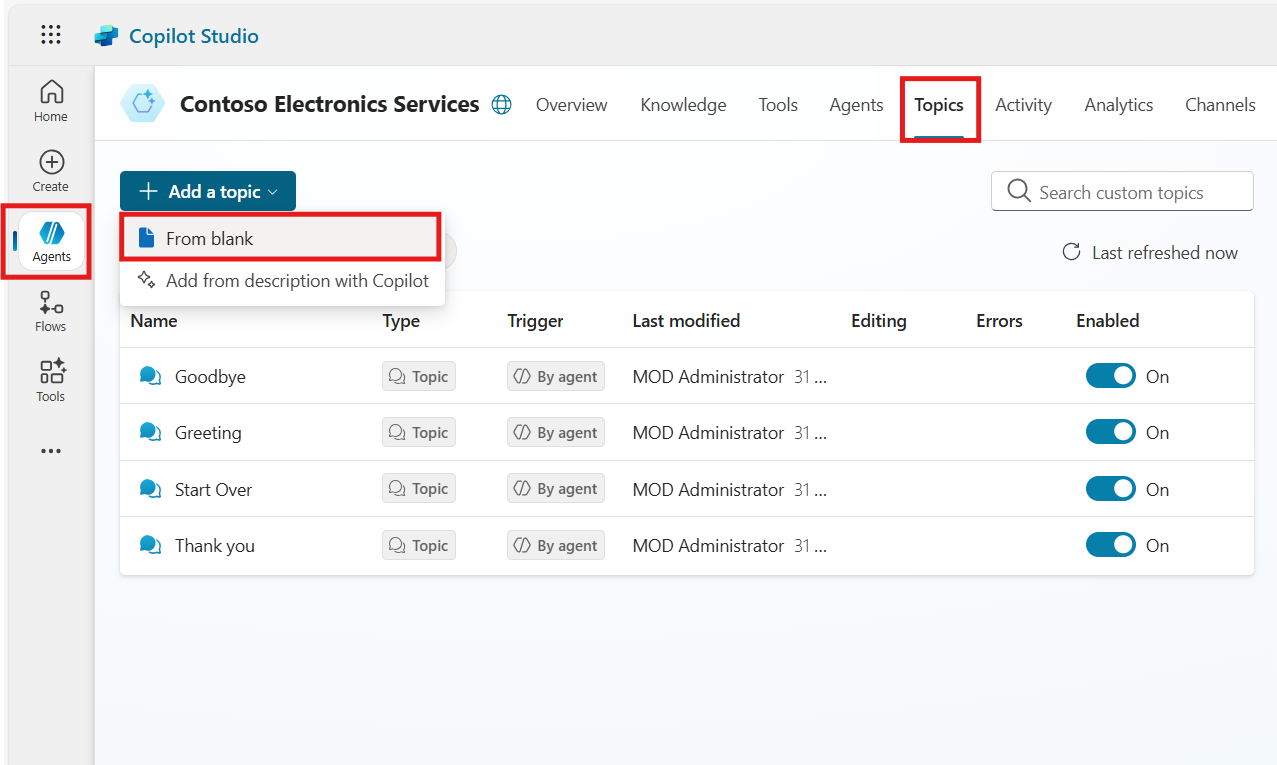 Copilot Studio
Home
Create
Agents
Flows
Tools
Contoso Electronics Services Overview Knowledge Tools Agents Topics Activity Analytics Channels
Add a topic
Search custom topics
From blank
Add from description with Copilot
Last refreshed now
Name Type Trigger Last modified Editing Errors Enabled
Goodbye Topic By agent MOD Administrator 31 ... On
Greeting Topic By agent MOD Administrator 31 ... On
Start Over Topic By agent MOD Administrator 31 ... On
Thank you Topic By agent MOD Administrator 31 ... On